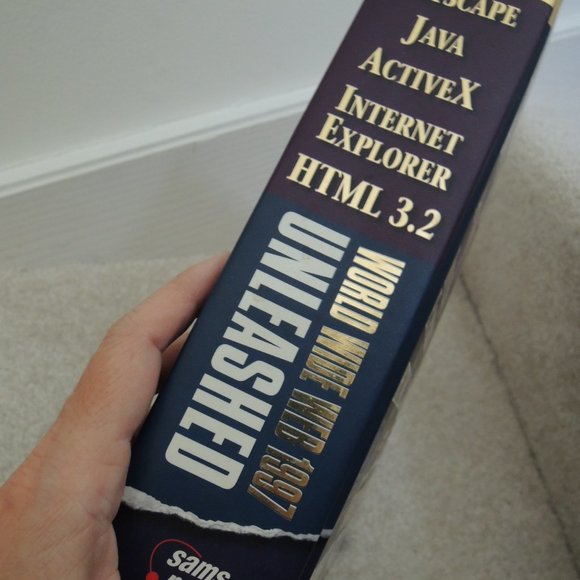 JAVA
ACTIVEX
INTERNET
EXPLORER
HTML 3.2
WORLD WIDE WEB 1997
UNLEASHED
sams